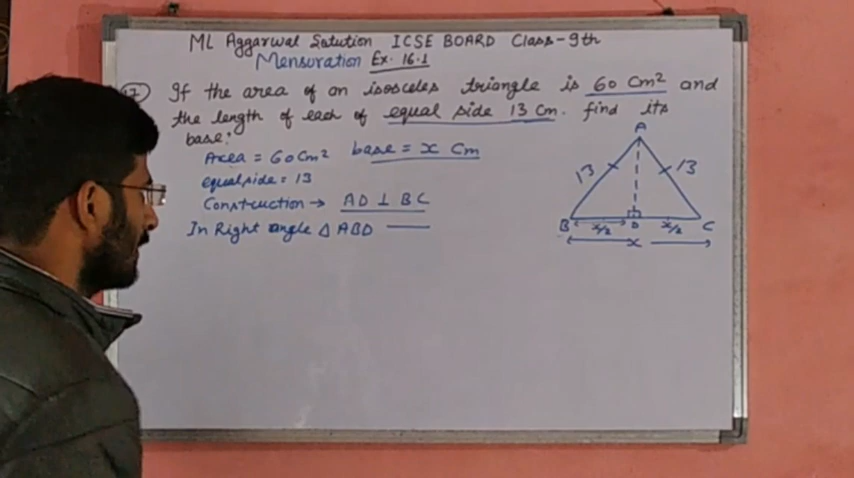 ML Aggarwal Solution ICSE BOARD Class-9th
Mensuration Ex. 16.1
17 If the area of an isosceles triangle is 60 cm² and
the length of each of equal side 13 cm. find its
base:
Area = 60 cm² base = x cm
equal side = 13
Construction → AD ⊥ BC
In Right angle Δ ABD
A
13 13
B x/2 D x/2 C
x